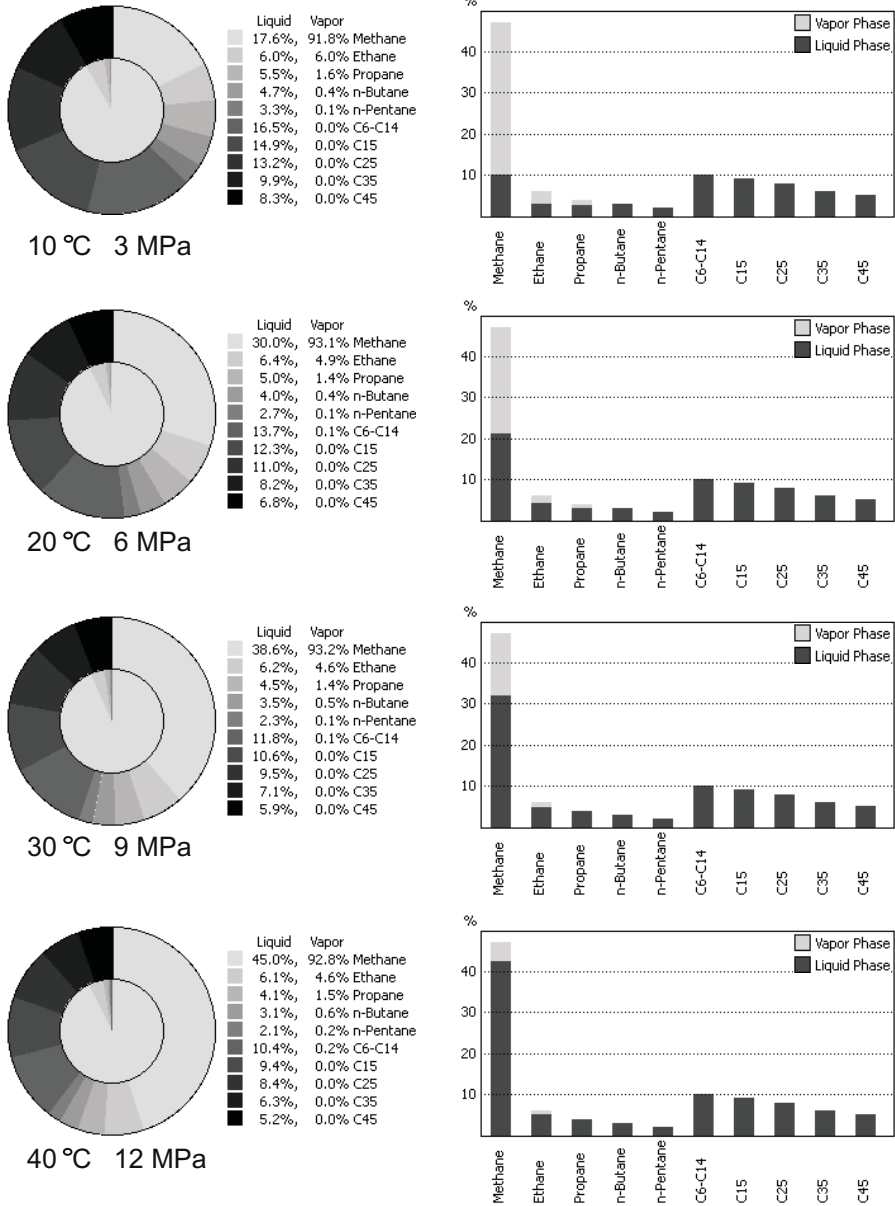 Liquid Vapor
17.6%, 91.8% Methane
6.0%, 6.0% Ethane
5.5%, 1.6% Propane
4.7%, 0.4% n-Butane
3.3%, 0.1% n-Pentane
16.5%, 0.0% C6-C14
14.9%, 0.0% C15
13.2%, 0.0% C25
9.9%, 0.0% C35
8.3%, 0.0% C45
10 °C 3 MPa
%
Vapor Phase
Liquid Phase
40
30
20
10
Methane
Ethane
Propane
n-Butane
n-Pentane
C6-C14
C15
C25
C35
C45
Liquid Vapor
30.0%, 93.1% Methane
6.4%, 4.9% Ethane
5.0%, 1.4% Propane
4.0%, 0.4% n-Butane
2.7%, 0.1% n-Pentane
13.7%, 0.1% C6-C14
12.3%, 0.0% C15
11.0%, 0.0% C25
8.2%, 0.0% C35
6.8%, 0.0% C45
20 °C 6 MPa
%
Vapor Phase
Liquid Phase
40
30
20
10
Methane
Ethane
Propane
n-Butane
n-Pentane
C6-C14
C15
C25
C35
C45
Liquid Vapor
38.6%, 93.2% Methane
6.2%, 4.6% Ethane
4.5%, 1.4% Propane
3.5%, 0.5% n-Butane
2.3%, 0.1% n-Pentane
11.8%, 0.1% C6-C14
10.6%, 0.0% C15
9.5%, 0.0% C25
7.1%, 0.0% C35
5.9%, 0.0% C45
30 °C 9 MPa
%
Vapor Phase
Liquid Phase
40
30
20
10
Methane
Ethane
Propane
n-Butane
n-Pentane
C6-C14
C15
C25
C35
C45
Liquid Vapor
45.0%, 92.8% Methane
6.1%, 4.6% Ethane
4.1%, 1.5% Propane
3.1%, 0.6% n-Butane
2.1%, 0.2% n-Pentane
10.4%, 0.2% C6-C14
9.4%, 0.0% C15
8.4%, 0.0% C25
6.3%, 0.0% C35
5.2%, 0.0% C45
40 °C 12 MPa
%
Vapor Phase
Liquid Phase
40
30
20
10
Methane
Ethane
Propane
n-Butane
n-Pentane
C6-C14
C15
C25
C35
C45